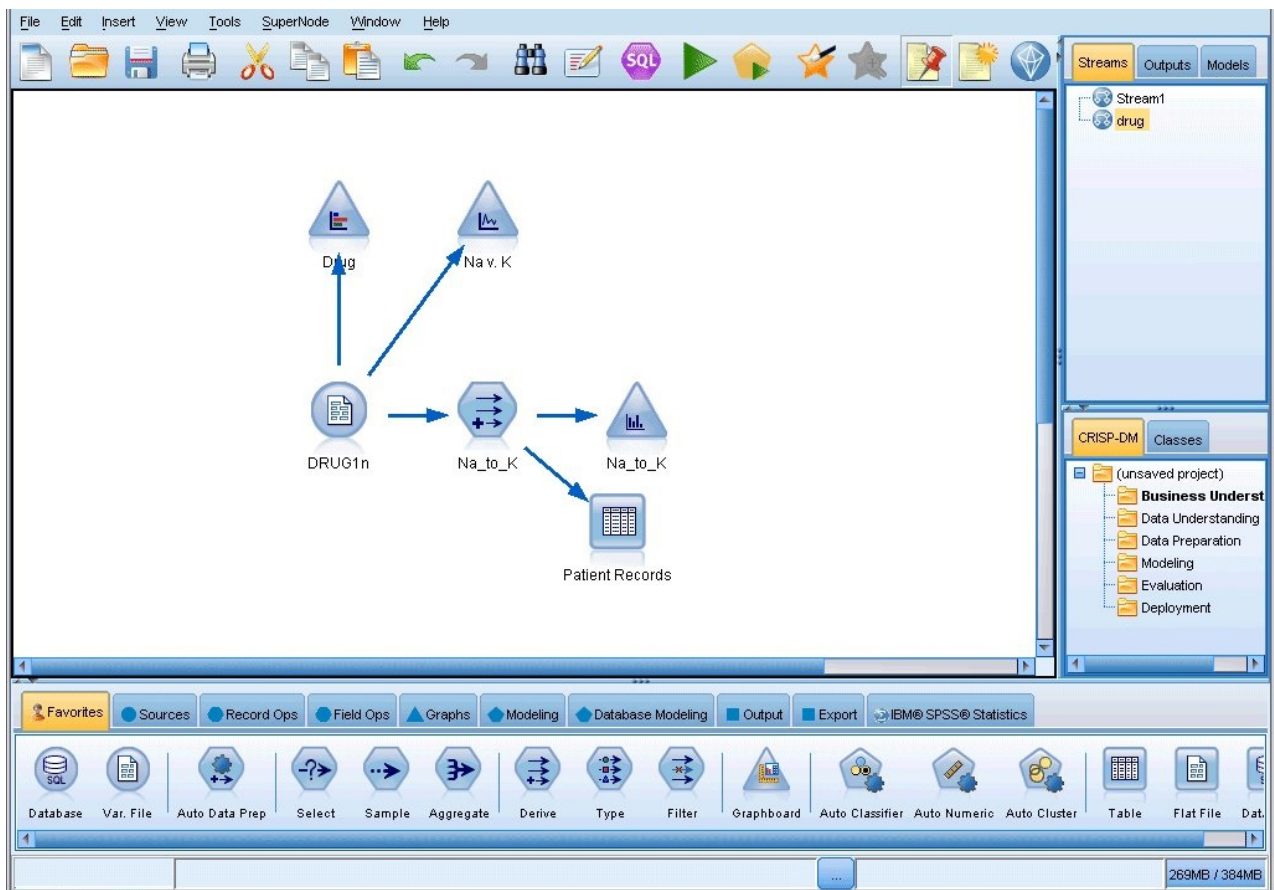 File Edit Insert View Tools SuperNode Window Help
SQL
Streams Outputs Models
Stream1
drug
Drug
Na v. K
DRUG1n
Na_to_K
Na_to_K
Patient Records
CRISP-DM Classes
(unsaved project)
Business Underst
Data Understanding
Data Preparation
Modeling
Evaluation
Deployment
Favorites Sources Record Ops Field Ops Graphs Modeling Database Modeling Output Export IBM® SPSS® Statistics
SQL
Database Var. File Auto Data Prep Select Sample Aggregate Derive Type Filter Graphboard Auto Classifier Auto Numeric Auto Cluster Table Flat File Dat.
...
269MB / 384MB